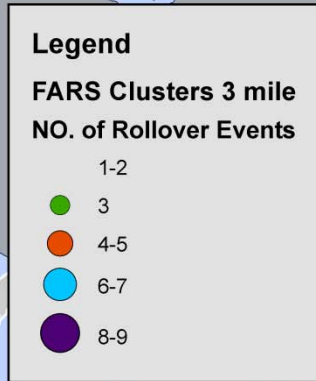 Legend
FARS Clusters 3 mile
NO. of Rollover Events
1-2
3
4-5
6-7
8-9